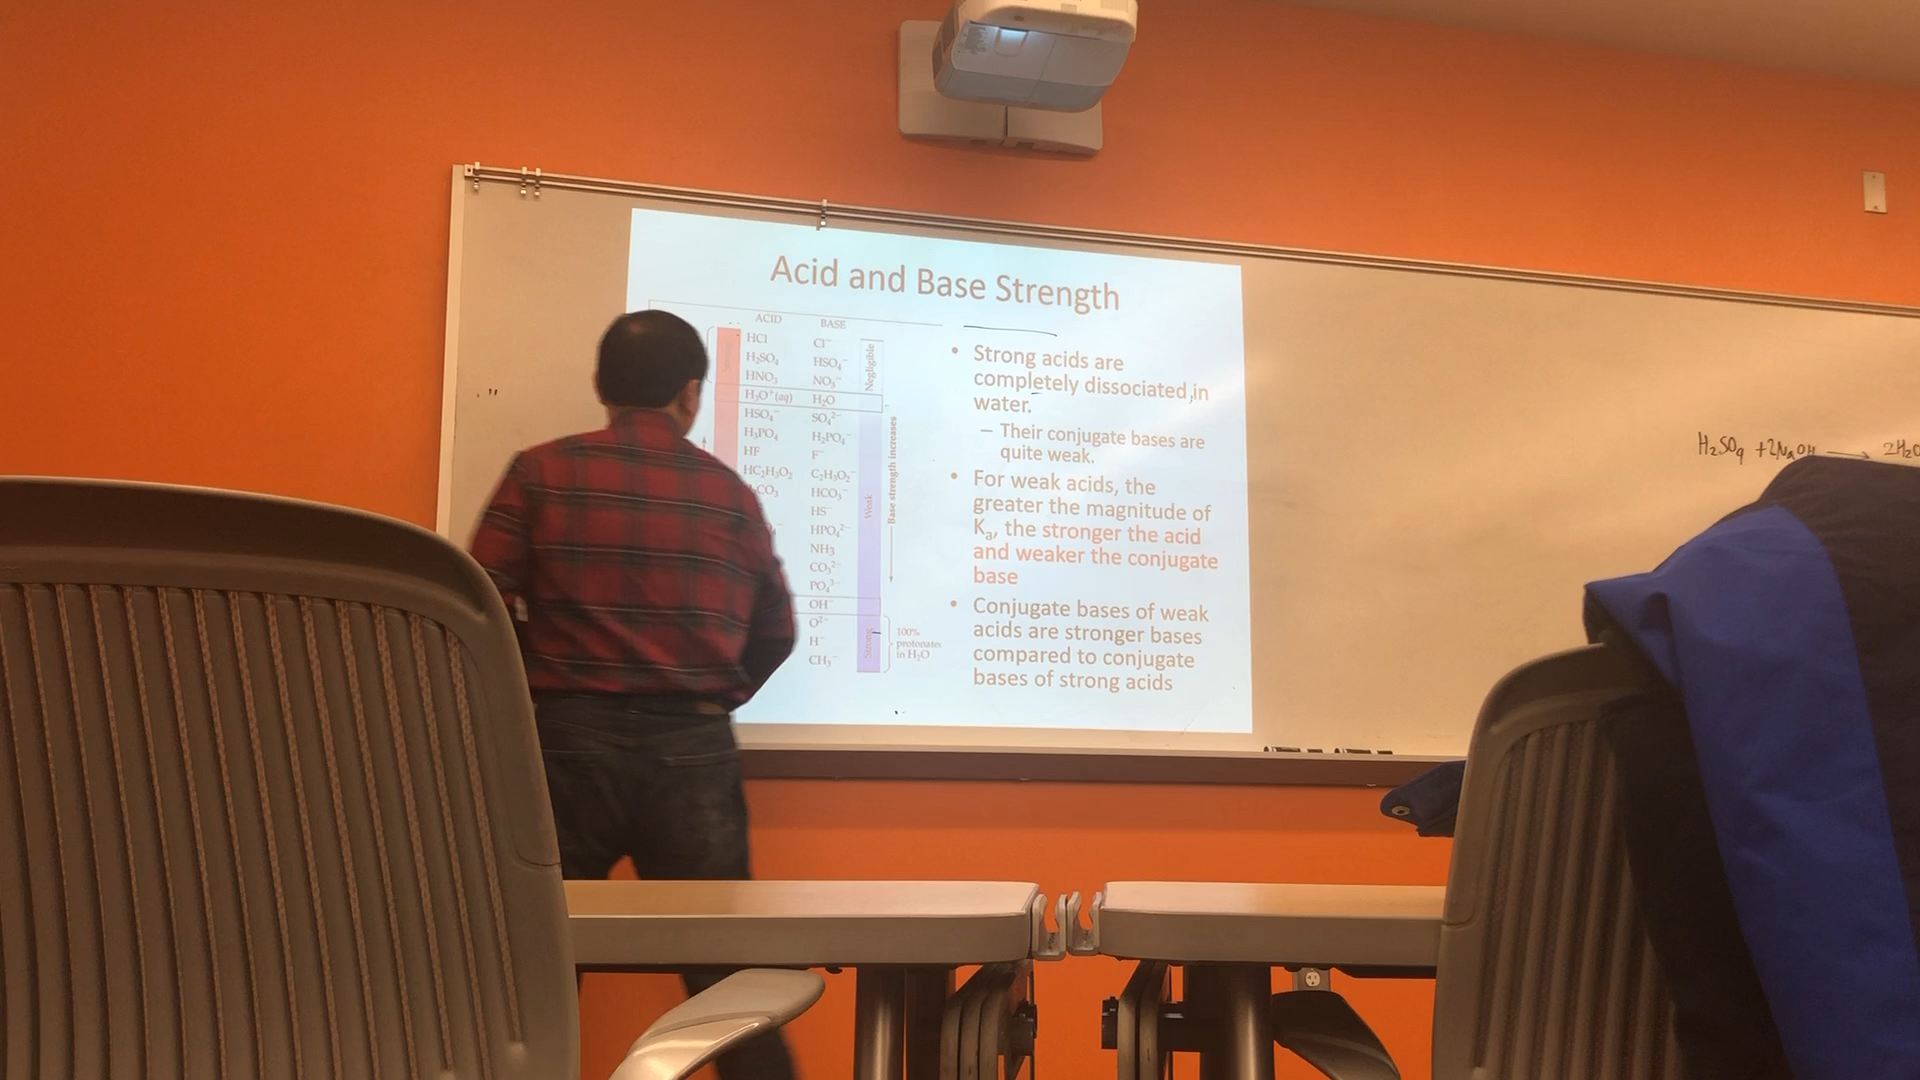 Acid and Base Strength
ACID BASE
HCl Cl⁻
H₂SO₄ HSO₄⁻
HNO₃ NO₃⁻
H₃O⁺(aq) H₂O
HSO₄⁻ SO₄²⁻
H₃PO₄ H₂PO₄⁻
HF F⁻
HC₂H₃O₂ C₂H₃O₂⁻
CO₃ HCO₃⁻
HS⁻
HPO₄²⁻
NH₃
CO₃²⁻
PO₄³⁻
OH⁻
O²⁻
H⁻
CH₃⁻
Negligible
Weak
Strong
Base strength increases
100%
protonated
in H₂O
• Strong acids are
completely dissociated in
water.
– Their conjugate bases are
quite weak.
• For weak acids, the
greater the magnitude of
Kₐ, the stronger the acid
and weaker the conjugate
base
• Conjugate bases of weak
acids are stronger bases
compared to conjugate
bases of strong acids
H₂SO₄ + 2NaOH → 2H₂O